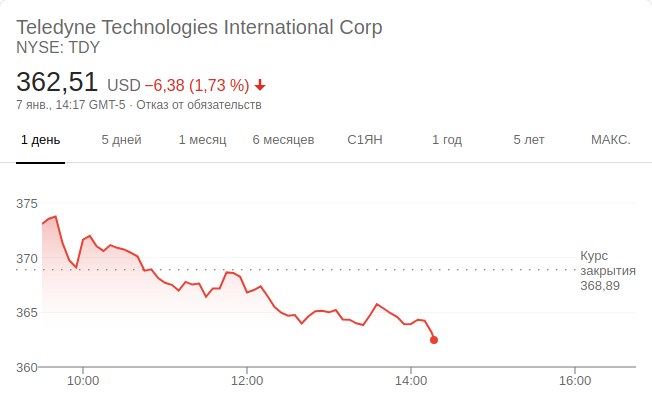 Teledyne Technologies International Corp
NYSE: TDY
362,51 USD −6,38 (1,73 %)
7 янв., 14:17 GMT-5 · Отказ от обязательств
1 день 5 дней 1 месяц 6 месяцев С1ЯН 1 год 5 лет МАКС.
375
370
365
360
Курс
закрытия
368,89
10:00 12:00 14:00 16:00